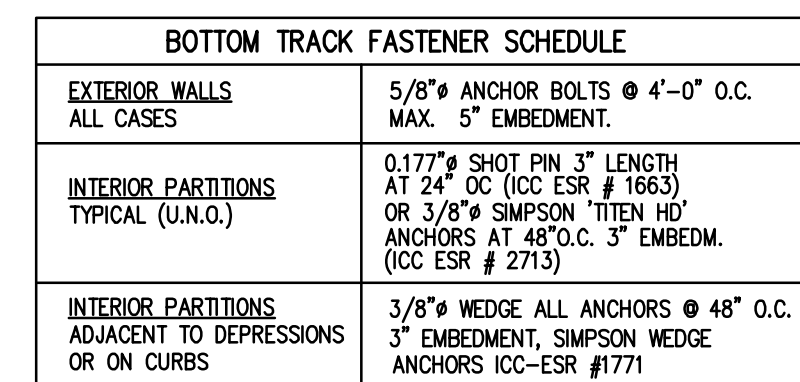 BOTTOM TRACK FASTENER SCHEDULE
EXTERIOR WALLS
ALL CASES
5/8"ø ANCHOR BOLTS @ 4'-0" O.C.
MAX. 5" EMBEDMENT.
INTERIOR PARTITIONS
TYPICAL (U.N.O.)
0.177"ø SHOT PIN 3" LENGTH
AT 24" OC (ICC ESR # 1663)
OR 3/8"ø SIMPSON 'TITEN HD'
ANCHORS AT 48"O.C. 3" EMBEDM.
(ICC ESR # 2713)
INTERIOR PARTITIONS
ADJACENT TO DEPRESSIONS
OR ON CURBS
3/8"ø WEDGE ALL ANCHORS @ 48" O.C.
3" EMBEDMENT, SIMPSON WEDGE
ANCHORS ICC-ESR #1771